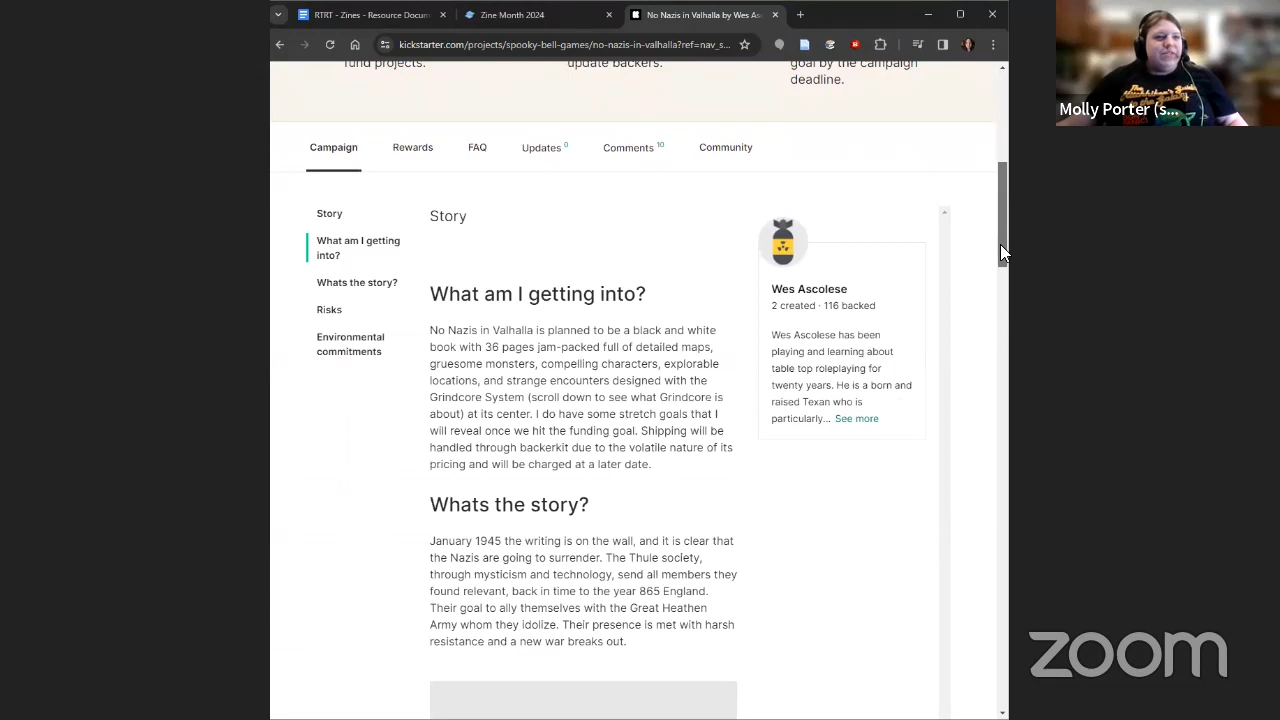 RTRT - Zines - Resource Docum
Zine Month 2024
No Nazis in Valhalla by Wes As
kickstarter.com/projects/spooky-bell-games/no-nazis-in-valhalla?ref=nav_s...
fund projects.
update backers.
goal by the campaign
deadline.
Campaign
Rewards
FAQ
Updates 0
Comments 10
Community
Story
What am I getting
into?
Whats the story?
Risks
Environmental
commitments
Story
What am I getting into?
No Nazis in Valhalla is planned to be a black and white
book with 36 pages jam-packed full of detailed maps,
gruesome monsters, compelling characters, explorable
locations, and strange encounters designed with the
Grindcore System (scroll down to see what Grindcore is
about) at its center. I do have some stretch goals that I
will reveal once we hit the funding goal. Shipping will be
handled through backerkit due to the volatile nature of its
pricing and will be charged at a later date.
Whats the story?
January 1945 the writing is on the wall, and it is clear that
the Nazis are going to surrender. The Thule society,
through mysticism and technology, send all members they
found relevant, back in time to the year 865 England.
Their goal to ally themselves with the Great Heathen
Army whom they idolize. Their presence is met with harsh
resistance and a new war breaks out.
Wes Ascolese
2 created · 116 backed
Wes Ascolese has been
playing and learning about
table top roleplaying for
twenty years. He is a born and
raised Texan who is
particularly... See more
Molly Porter (s...
zoom